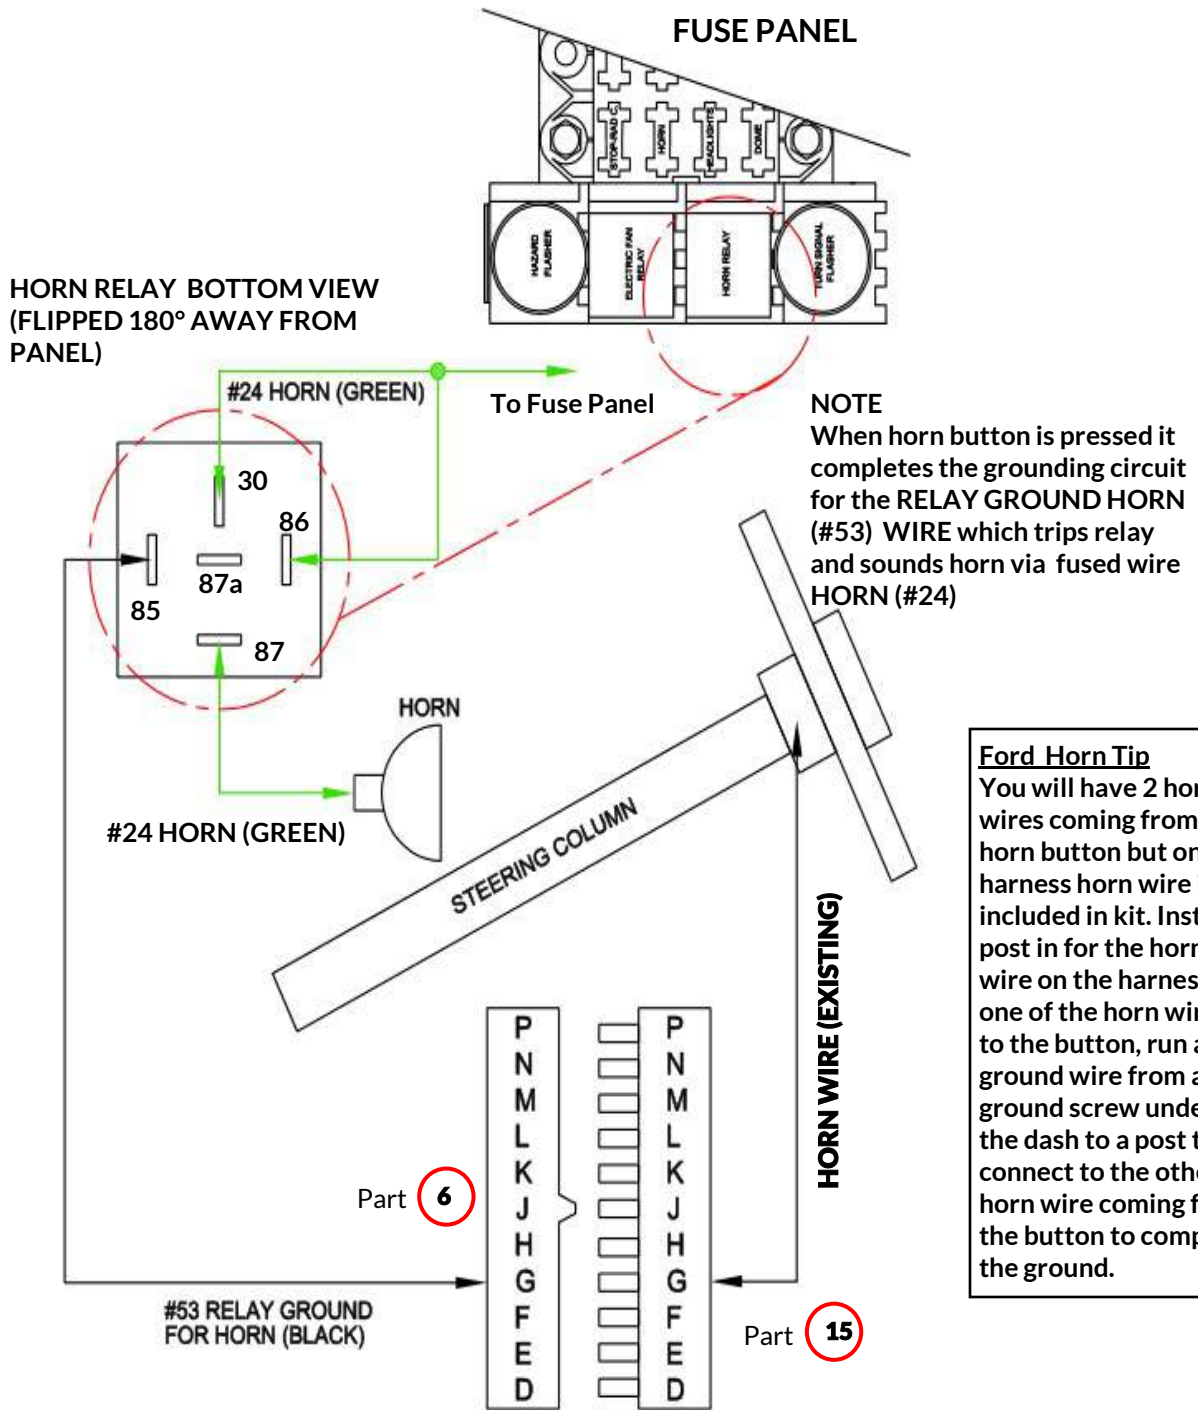 FUSE PANEL
STOP-RAD C.
HORN
HEADLIGHTS
DOME
HAZARD
FLASHER
ELECTRIC FAN
RELAY
HORN RELAY
TURN SIGNAL
FLASHER
HORN RELAY BOTTOM VIEW
(FLIPPED 180° AWAY FROM
PANEL)
#24 HORN (GREEN)
To Fuse Panel
30
86
87a
85
87
NOTE
When horn button is pressed it
completes the grounding circuit
for the RELAY GROUND HORN
(#53) WIRE which trips relay
and sounds horn via fused wire
HORN (#24)
HORN
#24 HORN (GREEN)
STEERING COLUMN
HORN WIRE (EXISTING)
Ford Horn Tip
You will have 2 hor
wires coming from
horn button but on
harness horn wire
included in kit. Inst
post in for the horn
wire on the harnes
one of the horn wir
to the button, run a
ground wire from a
ground screw unde
the dash to a post t
connect to the othe
horn wire coming f
the button to comp
the ground.
P
N
M
L
K
J
H
G
F
E
D
P
N
M
L
K
J
H
G
F
E
D
Part 6
#53 RELAY GROUND
FOR HORN (BLACK)
Part 15